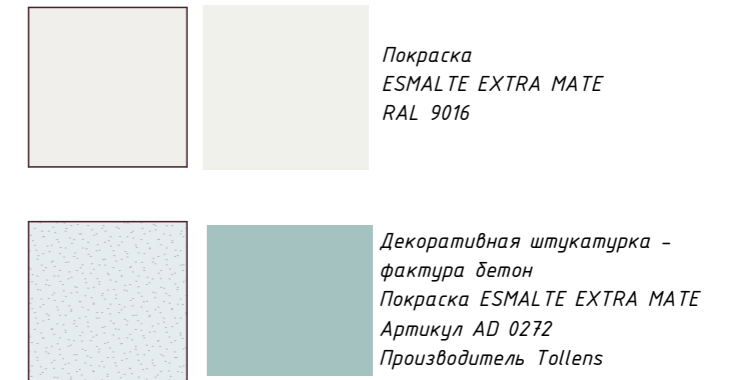 Покраска
ESMALTE EXTRA MATE
RAL 9016
Декоративная штукатурка –
фактура бетон
Покраска ESMALTE EXTRA MATE
Артикул AD 0272
Производитель Tollens